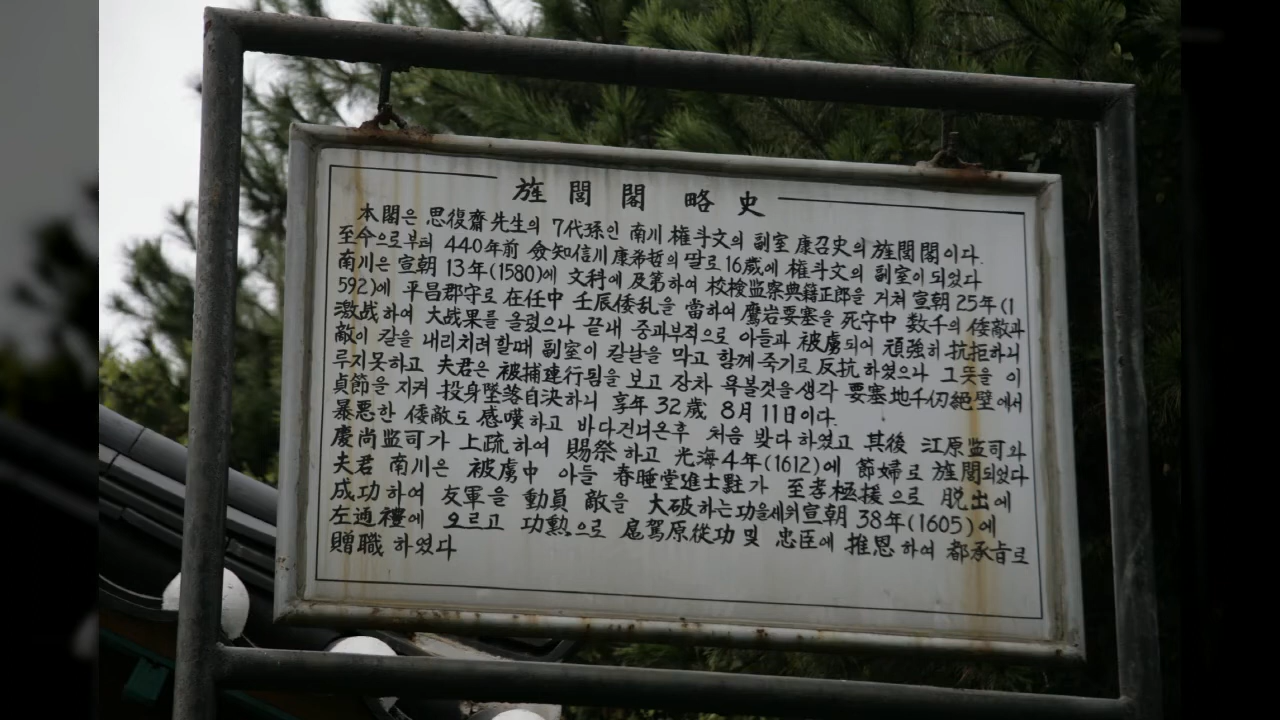 旌閭閣 略史
本閣은 思復齋先生의 7代孫인 南川 權斗文의 副室 康召史의 旌閭閣이다.
至今으로부터 440年前 僉知信川康希哲의 딸로 16歲에 權斗文의 副室이 되었다
南川은 宣朝 13年(1580)에 文科에 及第하여 校檢監察典籍正郎을 거쳐 宣朝 25年(1
592)에 平昌郡守로 在任中 壬辰倭乱을 當하여 鷹岩要塞을 死守中 数千의 倭敵과
激战하여 大战果를 올렸으나 끝내 중과부적으로 아들과 被虜되어 頑強히 抗拒하니
敵이 칼을 내리치려할때 副室이 칼날을 막고 함께죽기로 反抗하였으나 그뜻을 이
루지못하고 夫君은 被捕連行됨을 보고 장차 욕볼것을생각 要塞地千仞絕壁에서
貞節을 지켜 投身墜落自決하니 享年 32歲 8月 11日이다.
暴悪한 倭敵도 感嘆하고 바다건너온후 처음 봤다하였고 其後 江原监司와
慶尚监司가 上疏하여 賜祭하고 光海4年(1612)에 節婦로 旌閭되었다
夫君 南川은 被虜中 아들 春睡堂進士黈가 至孝極援으로 脱出에
成功하여 友軍을 動員 敵을 大破하는功을세워宣朝 38年(1605)에
左通禮에 오르고 功勲으로 扈駕原從功 및 忠臣에 推恩하여 都承旨로
贈職 하였다